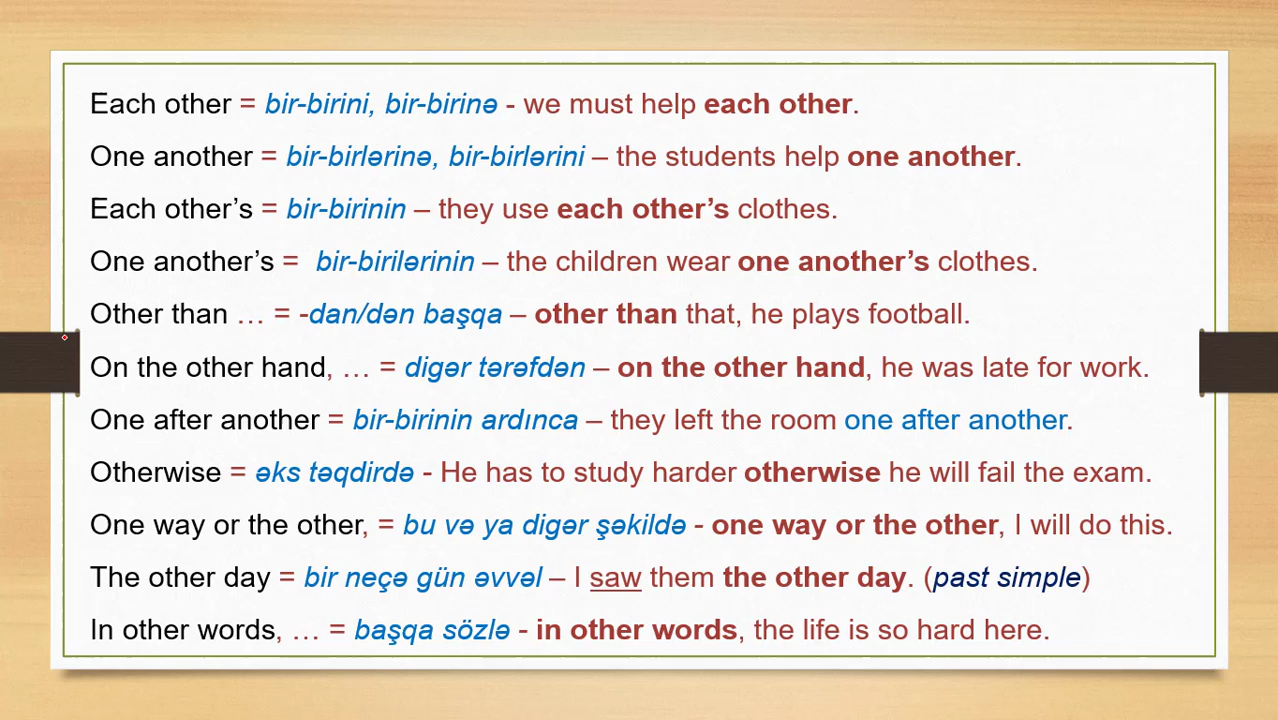 Each other = bir-birini, bir-birinə - we must help each other.
One another = bir-birlərinə, bir-birlərini – the students help one another.
Each other’s = bir-birinin – they use each other’s clothes.
One another’s = bir-birilərinin – the children wear one another’s clothes.
Other than … = -dan/dən başqa – other than that, he plays football.
On the other hand, … = digər tərəfdən – on the other hand, he was late for work.
One after another = bir-birinin ardınca – they left the room one after another.
Otherwise = əks təqdirdə - He has to study harder otherwise he will fail the exam.
One way or the other, = bu və ya digər şəkildə - one way or the other, I will do this.
The other day = bir neçə gün əvvəl – I saw them the other day. (past simple)
In other words, … = başqa sözlə - in other words, the life is so hard here.